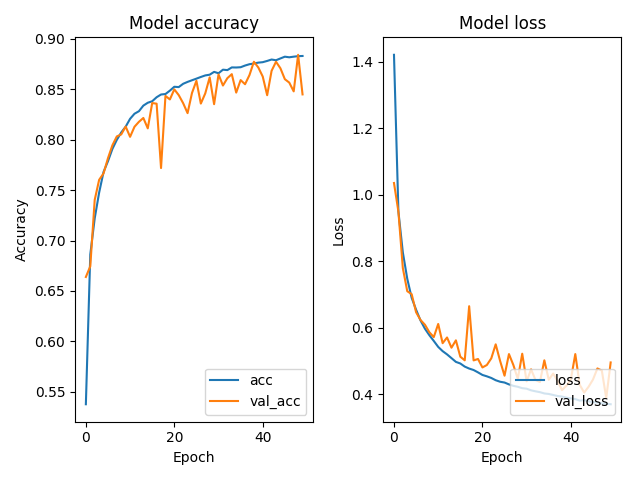 Model accuracy
0.90
0.85
0.80
0.75
0.70
0.65
0.60
0.55
Accuracy
0 20 40
Epoch
acc
val_acc
Model loss
1.4
1.2
1.0
0.8
0.6
0.4
Loss
0 20 40
Epoch
loss
val_loss